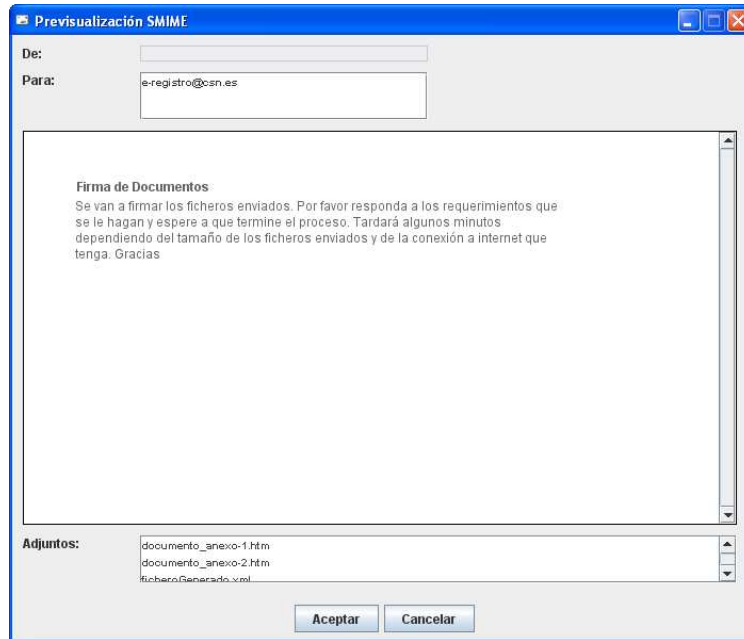 Previsualización SMIME
De:
Para:
e-registro@csn.es
Firma de Documentos
Se van a firmar los ficheros enviados. Por favor responda a los requerimientos que
se le hagan y espere a que termine el proceso. Tardará algunos minutos
dependiendo del tamaño de los ficheros enviados y de la conexión a internet que
tenga. Gracias
Adjuntos:
documento_anexo-1.htm
documento_anexo-2.htm
ficheroGenerado.xml
Aceptar
Cancelar